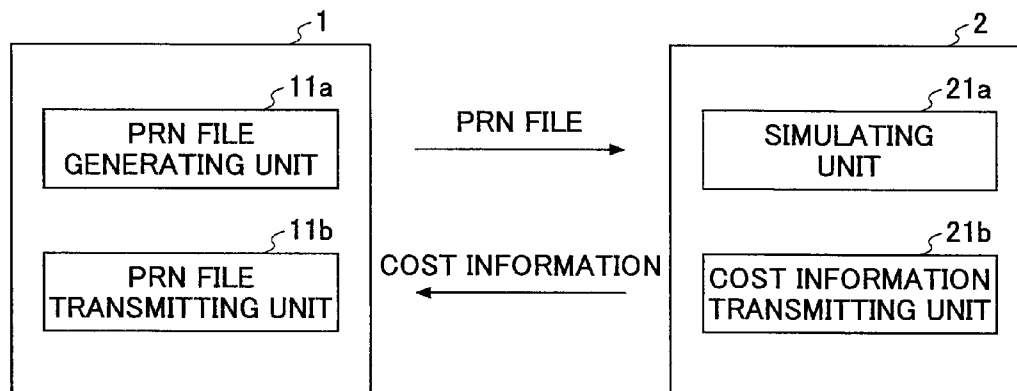 1
2
11a
PRN FILE
GENERATING UNIT
PRN FILE
21a
SIMULATING
UNIT
11b
PRN FILE
TRANSMITTING UNIT
COST INFORMATION
21b
COST INFORMATION
TRANSMITTING UNIT